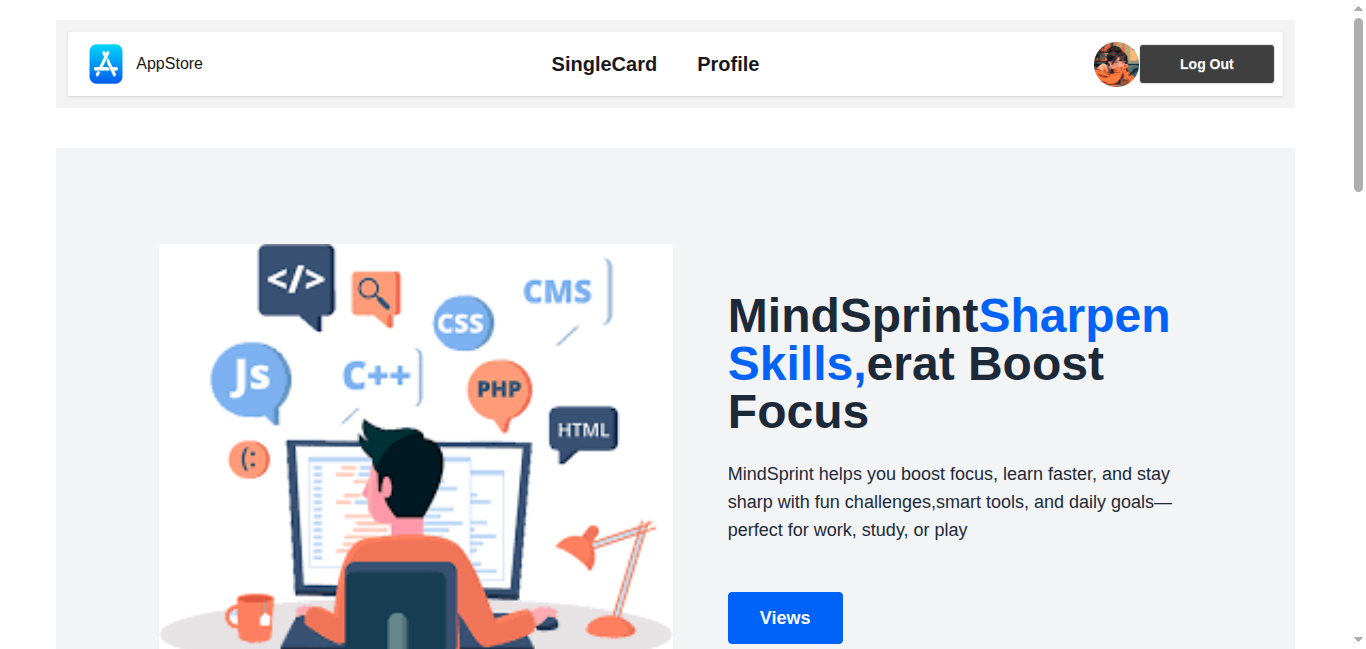 AppStore
SingleCard
Profile
Log Out
</>
CMS
CSS
Js
C++
PHP
HTML
(:
MindSprintSharpen
Skills,erat Boost
Focus
MindSprint helps you boost focus, learn faster, and stay
sharp with fun challenges,smart tools, and daily goals—
perfect for work, study, or play
Views